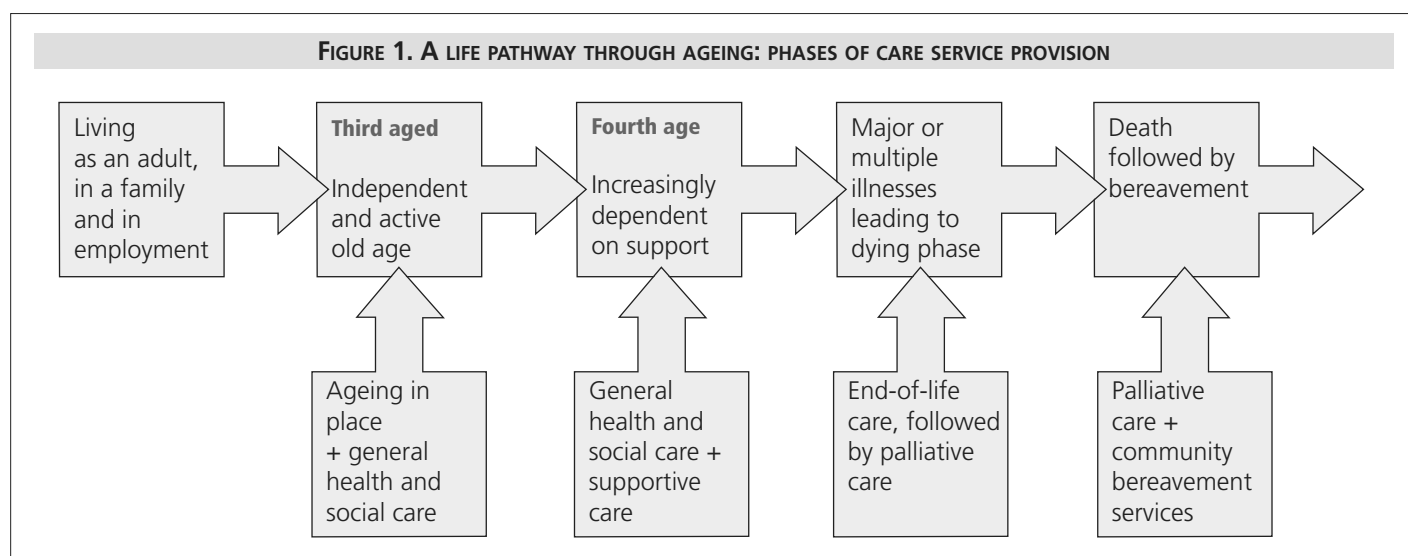 FIGURE 1. A LIFE PATHWAY THROUGH AGEING: PHASES OF CARE SERVICE PROVISION
Living
as an adult,
in a family
and in
employment
Third aged
Independent
and active
old age
Fourth age
Increasingly
dependent
on support
Major or
multiple
illnesses
leading to
dying phase
Death
followed by
bereavement
Ageing in
place
+ general
health and
social care
General
health and
social care +
supportive
care
End-of-life
care, followed
by palliative
care
Palliative
care +
community
bereavement
services